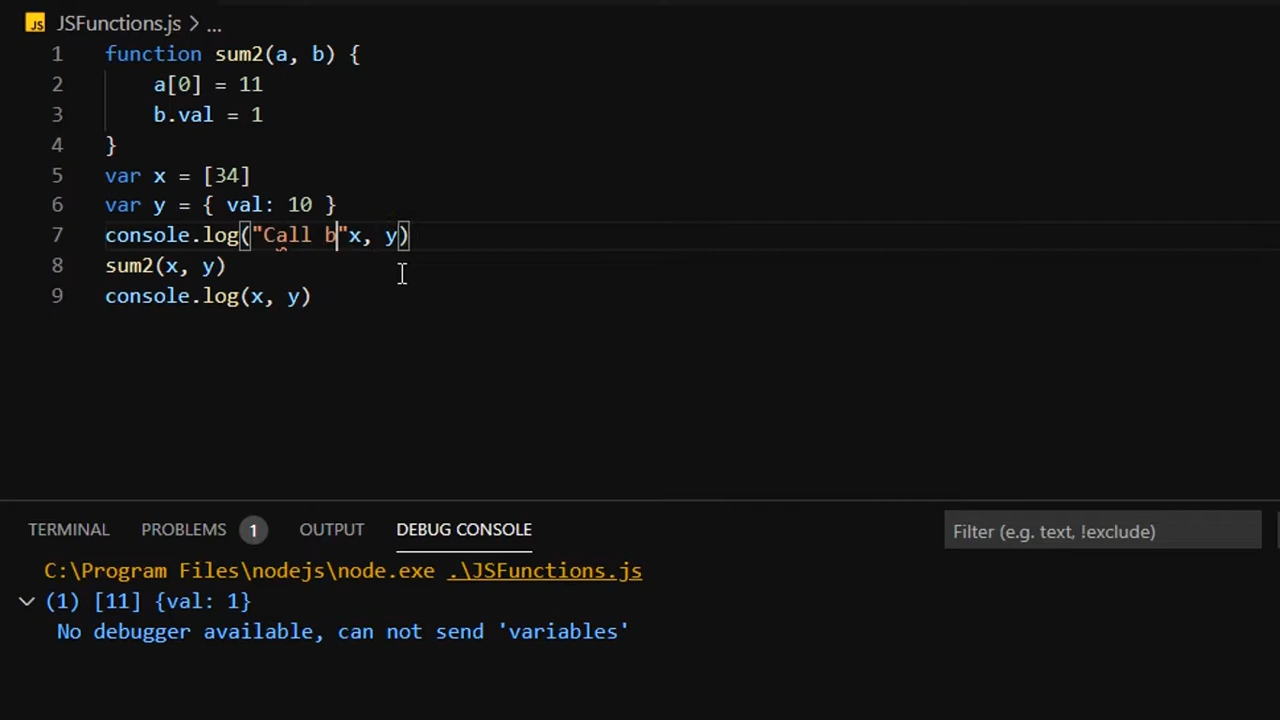 JS JSFunctions.js > ...
1 function sum2(a, b) {
2     a[0] = 11
3     b.val = 1
4 }
5 var x = [34]
6 var y = { val: 10 }
7 console.log("Call b"x, y)
8 sum2(x, y)
9 console.log(x, y)
TERMINAL PROBLEMS 1 OUTPUT DEBUG CONSOLE Filter (e.g. text, !exclude)
C:\Program Files\nodejs\node.exe .\JSFunctions.js
(1) [11] {val: 1}
No debugger available, can not send 'variables'